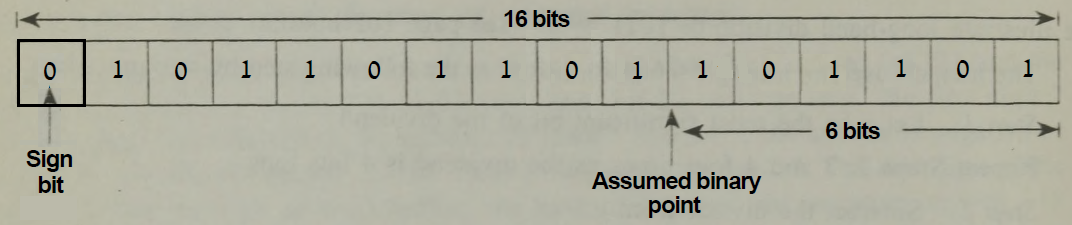 16 bits
0 1 0 1 1 0 1 1 0 1 1 0 1 1 0 1
6 bits
Sign
bit
Assumed binary
point